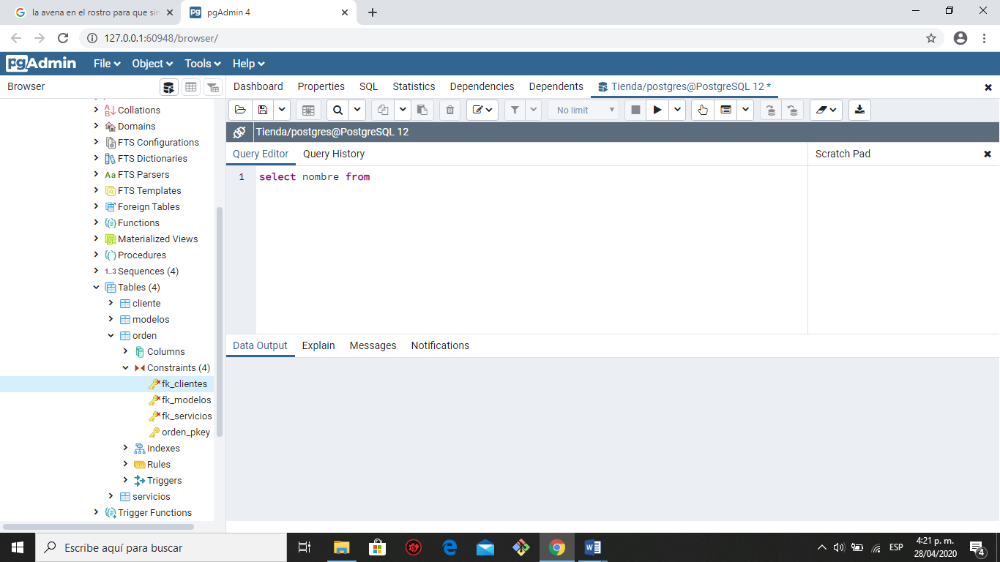 la avena en el rostro para que sir
pgAdmin 4
127.0.0.1:60948/browser/
pgAdmin
File
Object
Tools
Help
Browser
Dashboard
Properties
SQL
Statistics
Dependencies
Dependents
Tienda/postgres@PostgreSQL 12 *
Collations
Domains
FTS Configurations
FTS Dictionaries
Aa FTS Parsers
FTS Templates
Foreign Tables
Functions
Materialized Views
Procedures
1..3 Sequences (4)
Tables (4)
cliente
modelos
orden
Columns
Constraints (4)
fk_clientes
fk_modelos
fk_servicios
orden_pkey
Indexes
Rules
Triggers
servicios
Trigger Functions
No limit
Tienda/postgres@PostgreSQL 12
Query Editor
Query History
Scratch Pad
1 select nombre from
Data Output
Explain
Messages
Notifications
Escribe aquí para buscar
ESP
4:21 p. m.
28/04/2020
4